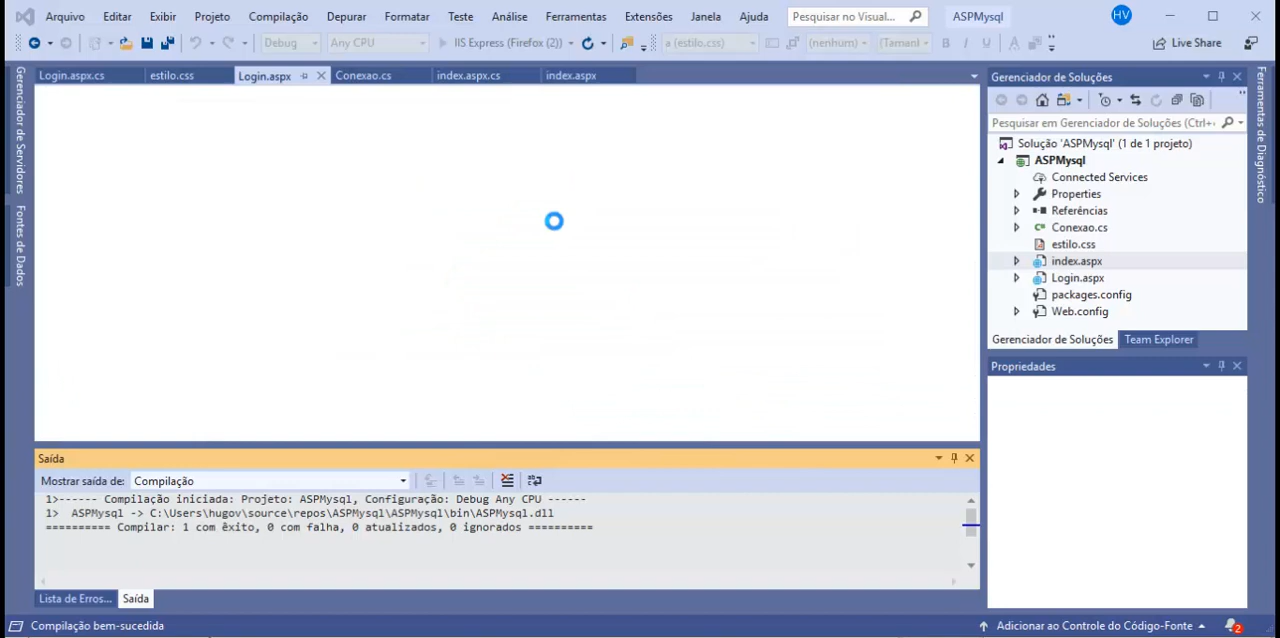 Arquivo Editar Exibir Projeto Compilação Depurar Formatar Teste Análise Ferramentas Extensões Janela Ajuda Pesquisar no Visual... ASPMysql HV
Debug Any CPU IIS Express (Firefox (2)) a (estilo.css) (nenhum) (Tamanl B I U A Live Share
Login.aspx.cs estilo.css Login.aspx Conexao.cs index.aspx.cs index.aspx
Gerenciador de Servidores
Fontes de Dados
Gerenciador de Soluções
Pesquisar em Gerenciador de Soluções (Ctrl+
Solução 'ASPMysql' (1 de 1 projeto)
ASPMysql
Connected Services
Properties
Referências
C# Conexao.cs
estilo.css
index.aspx
Login.aspx
packages.config
Web.config
Gerenciador de Soluções Team Explorer
Propriedades
Ferramentas de Diagnóstico
Saída
Mostrar saída de: Compilação
1>------ Compilação iniciada: Projeto: ASPMysql, Configuração: Debug Any CPU ------
1> ASPMysql -> C:\Users\hugov\source\repos\ASPMysql\ASPMysql\bin\ASPMysql.dll
========== Compilar: 1 com êxito, 0 com falha, 0 atualizados, 0 ignorados ==========
Lista de Erros... Saída
Compilação bem-sucedida Adicionar ao Controle do Código-Fonte 2